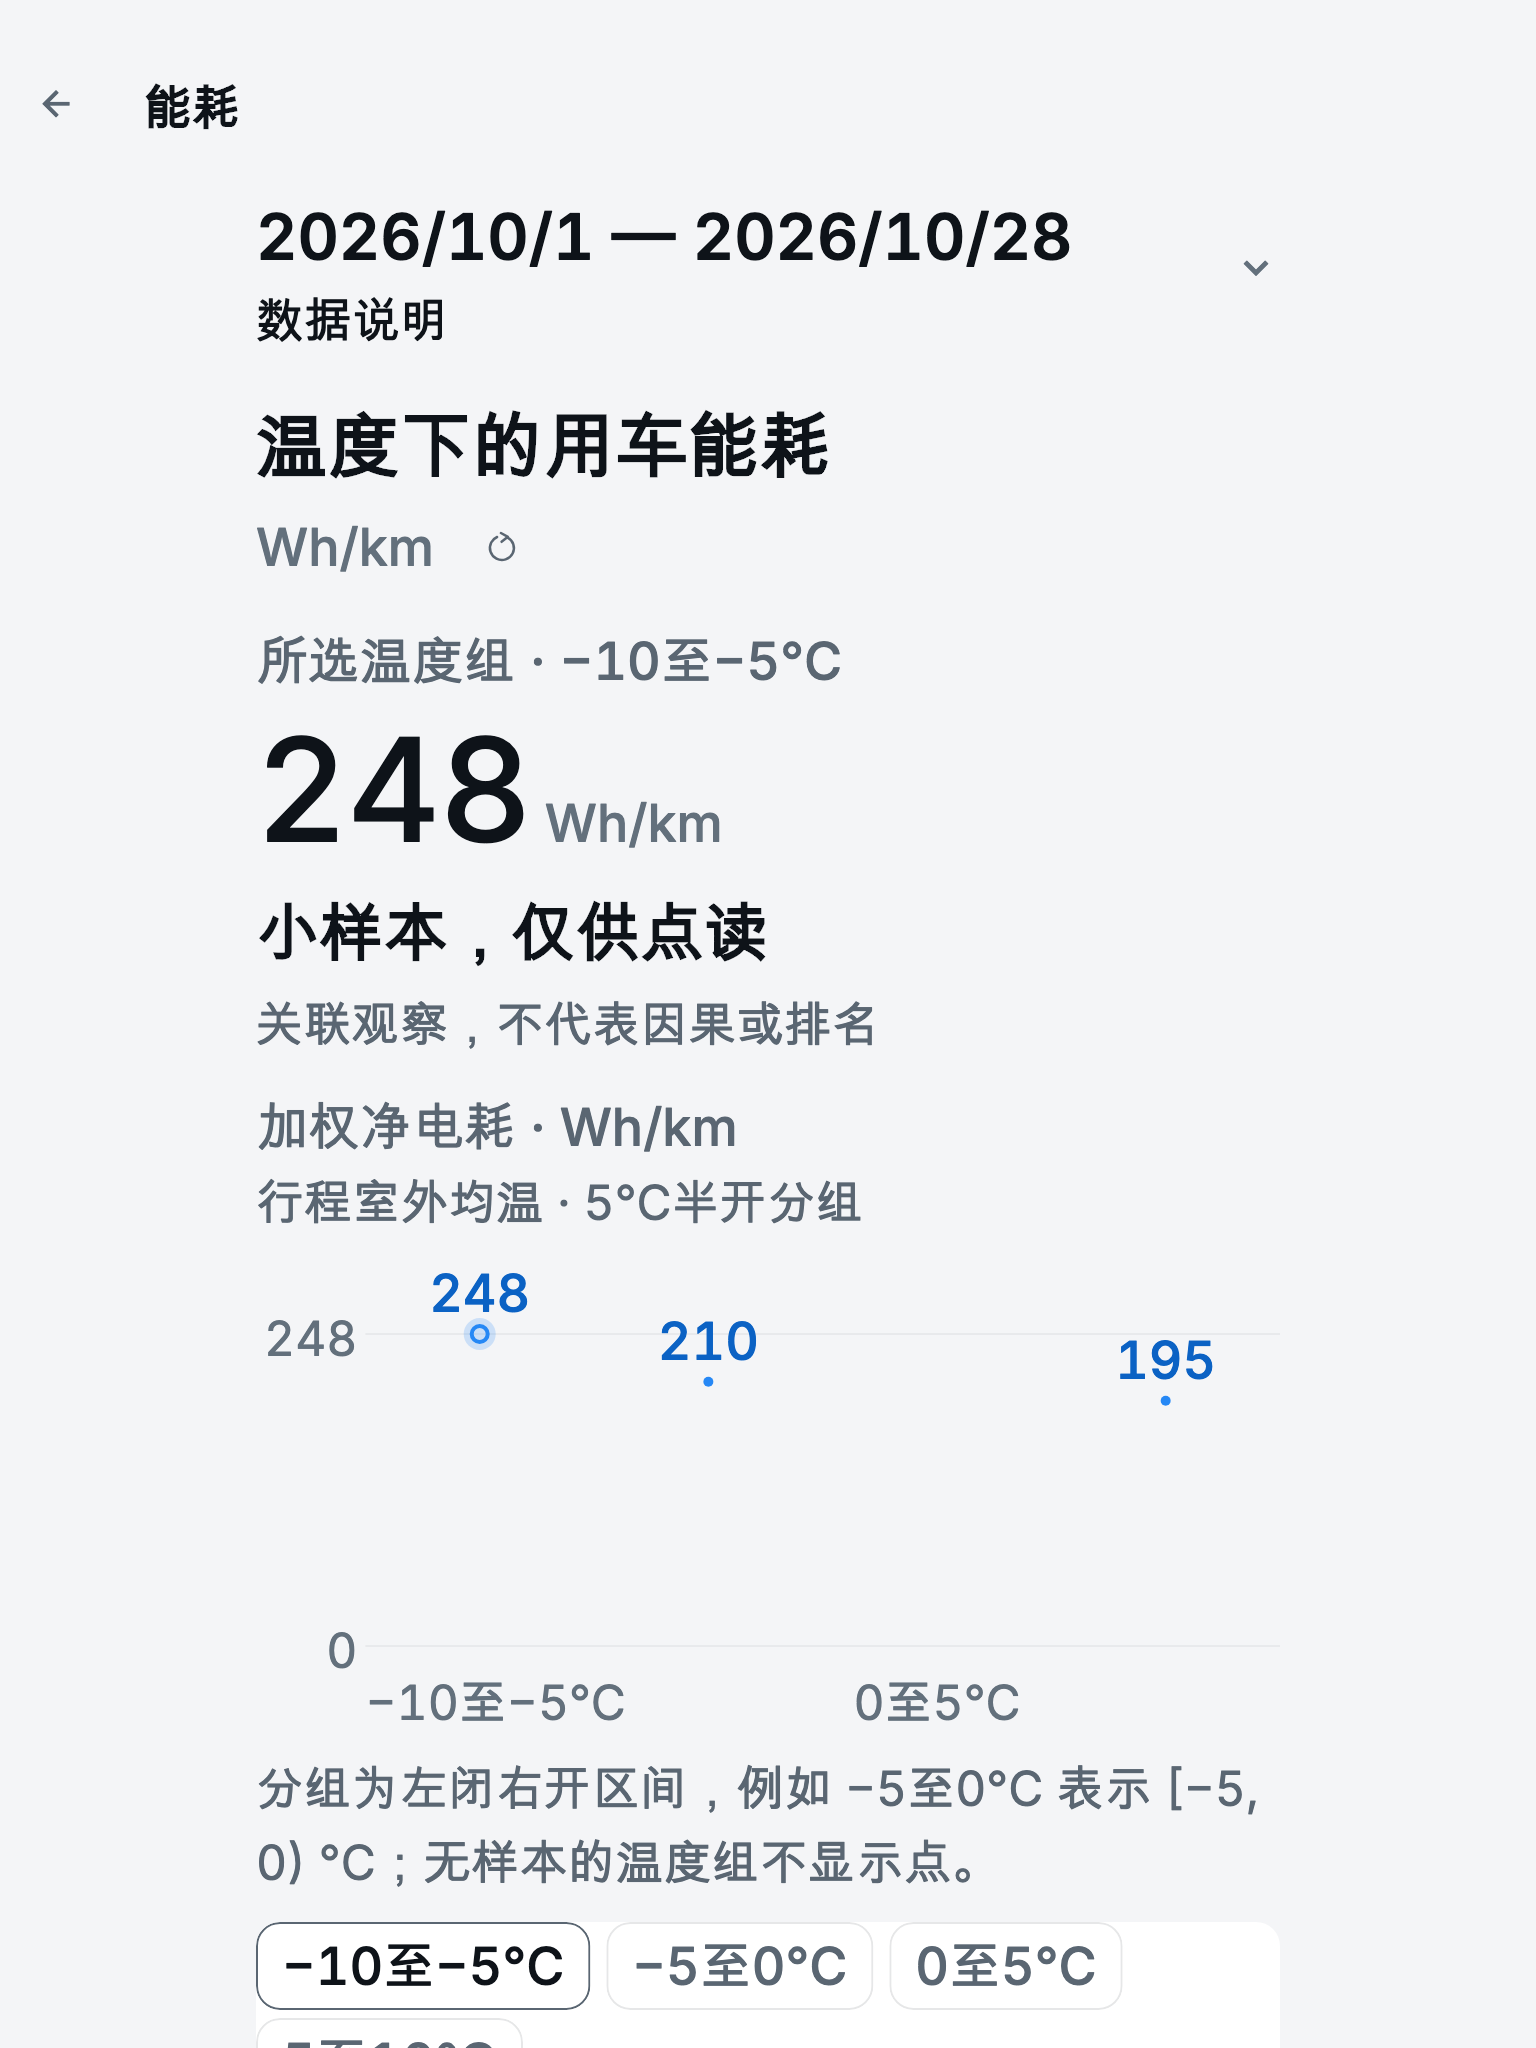 能耗
2026/10/1 — 2026/10/28
数据说明
温度下的用车能耗
Wh/km
所选温度组 · −10至−5°C
248 Wh/km
小样本，仅供点读
关联观察，不代表因果或排名
加权净电耗 · Wh/km
行程室外均温 · 5°C半开分组
248
210
195
248
0
−10至−5°C 0至5°C
分组为左闭右开区间，例如 −5至0°C 表示 [−5,
0) °C；无样本的温度组不显示点。
−10至−5°C −5至0°C 0至5°C
5至10°C